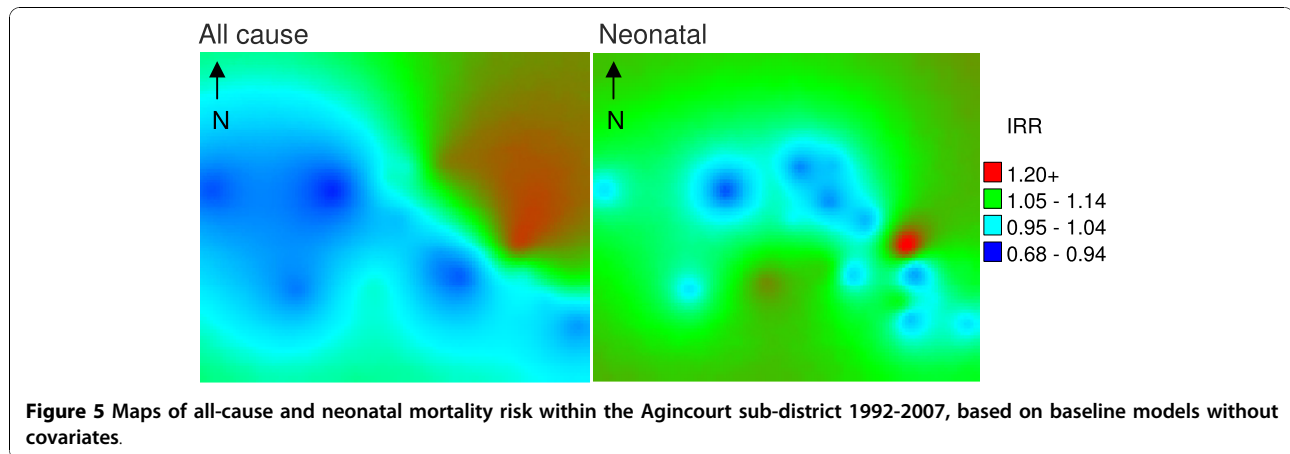 All cause
Neonatal
N
N
IRR
1.20+
1.05 - 1.14
0.95 - 1.04
0.68 - 0.94
Figure 5 Maps of all-cause and neonatal mortality risk within the Agincourt sub-district 1992-2007, based on baseline models without
covariates.